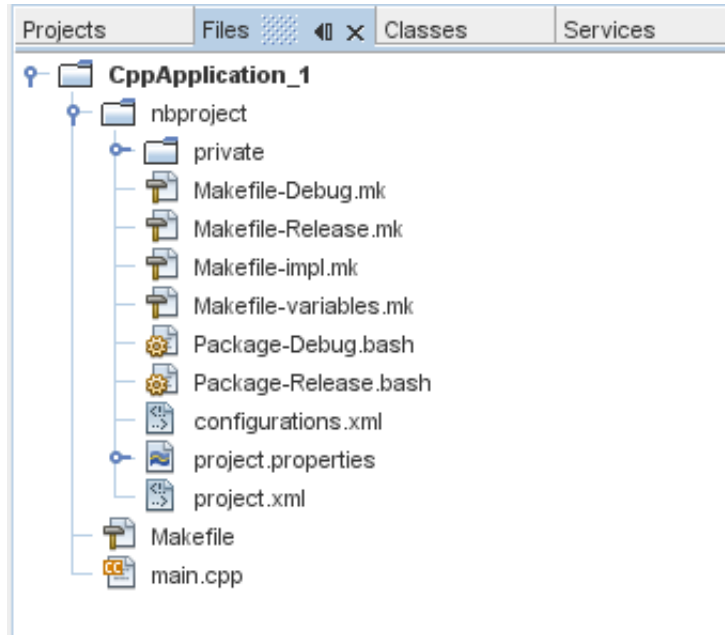 Projects Files Classes Services
CppApplication_1
nbproject
private
Makefile-Debug.mk
Makefile-Release.mk
Makefile-impl.mk
Makefile-variables.mk
Package-Debug.bash
Package-Release.bash
configurations.xml
project.properties
project.xml
Makefile
main.cpp